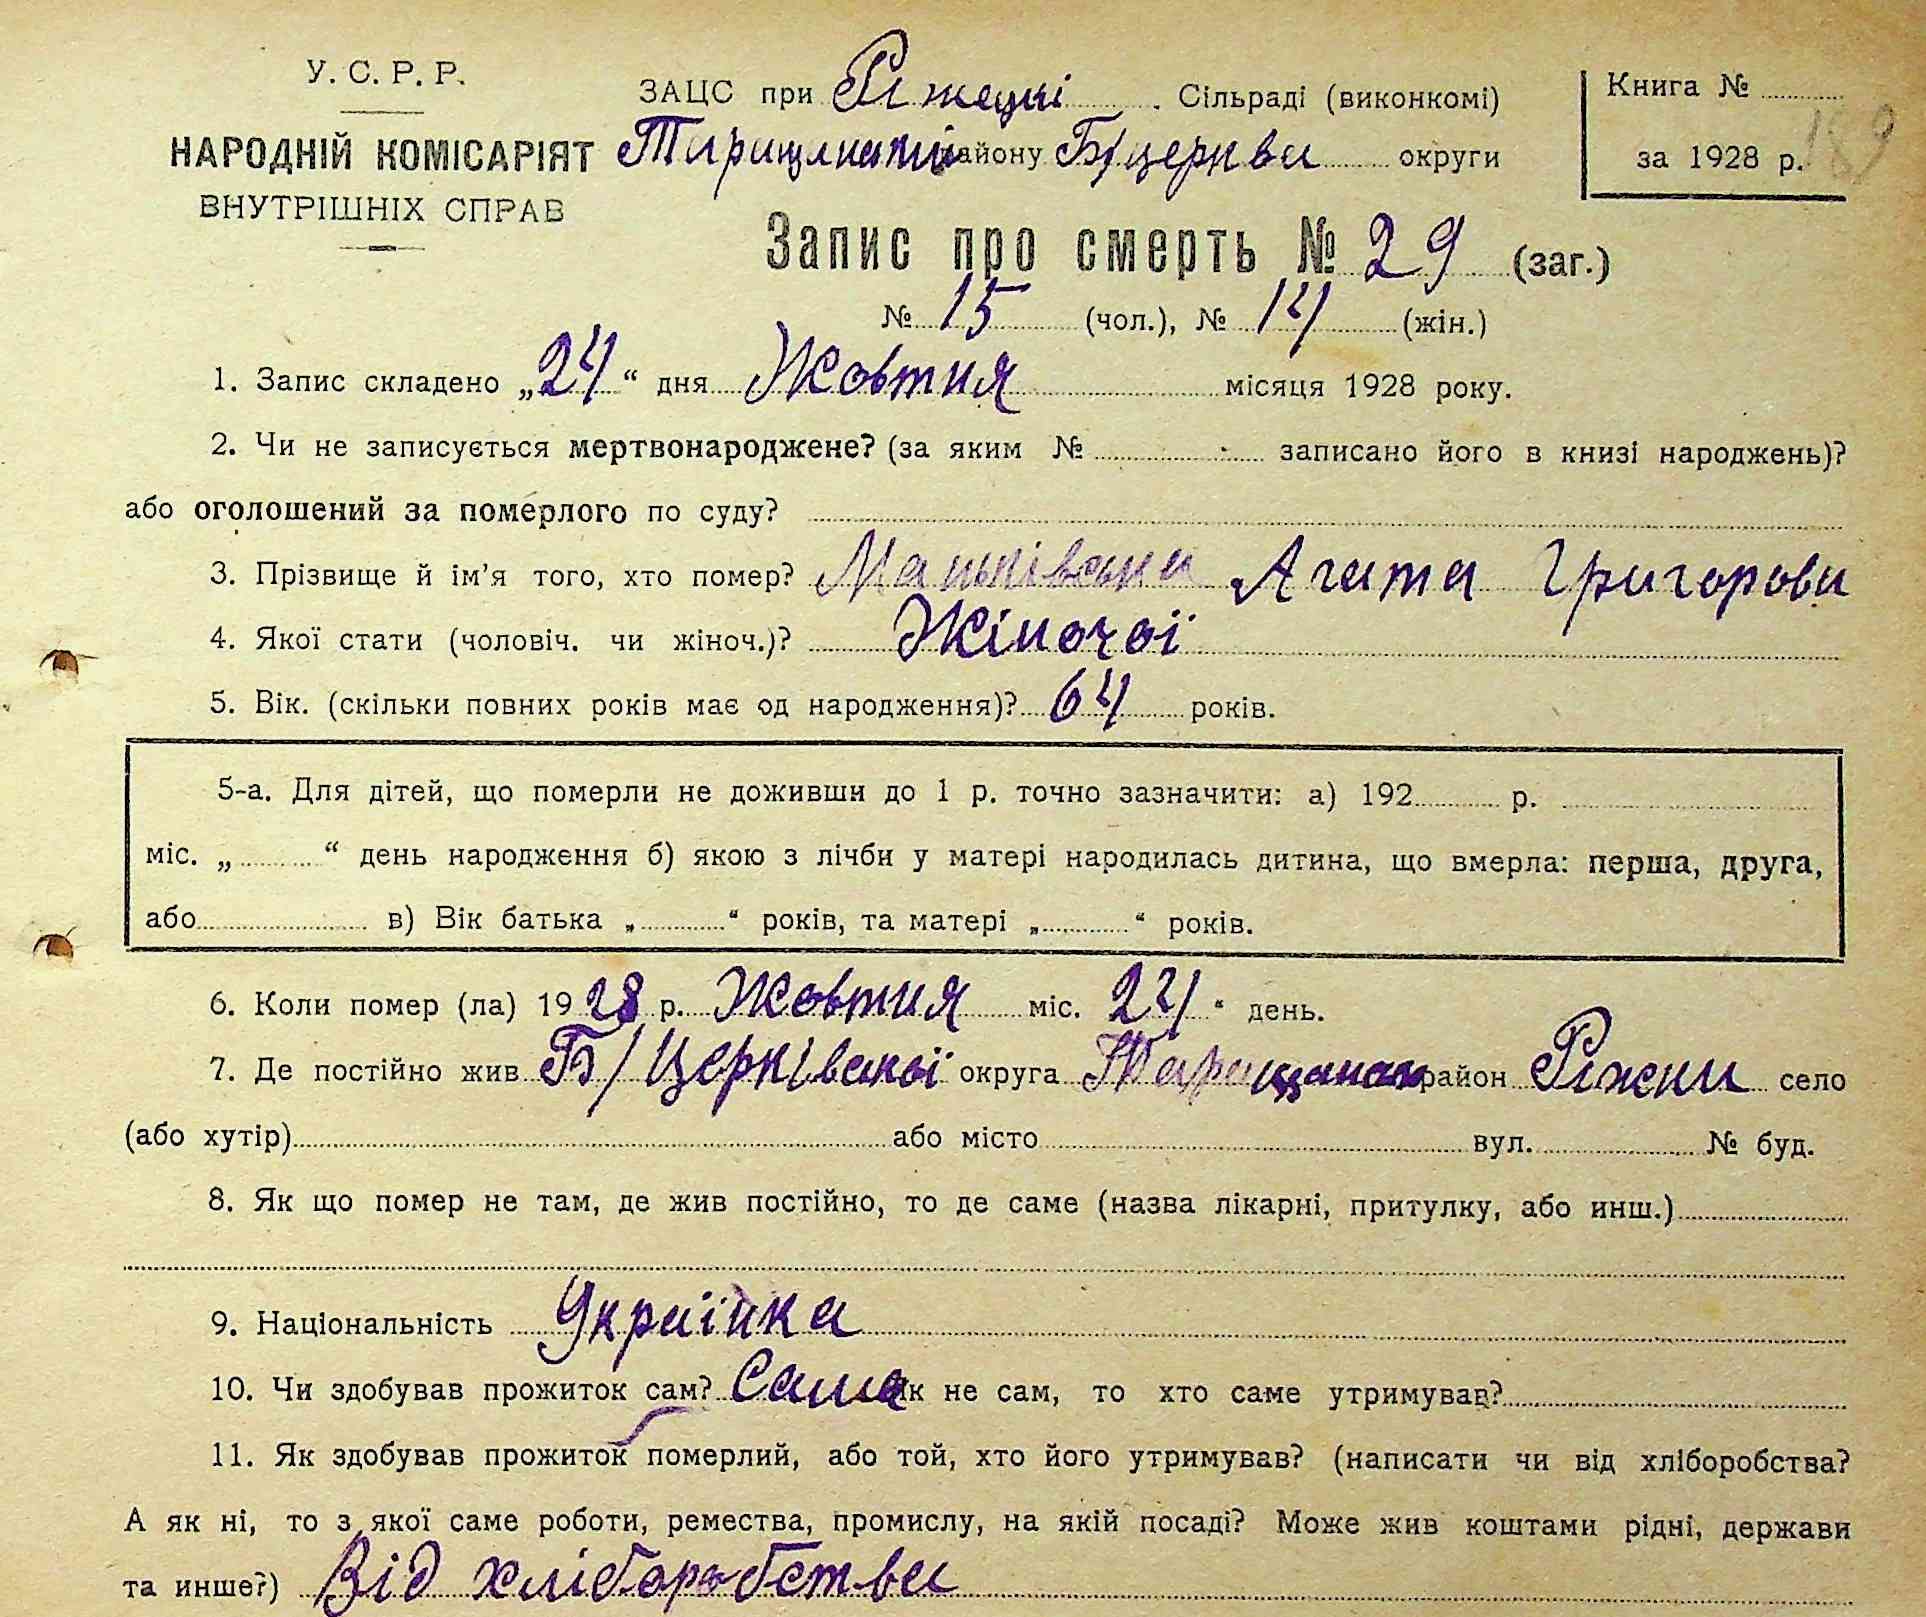 У. С. Р. Р.
НАРОДНІЙ КОМІСАРІЯТ
ВНУТРІШНІХ СПРАВ
ЗАЦС при Ріжецкі Сільраді (виконкомі)
району Б/церкви округи
Книга №
за 1928 р.
189
Запис про смерть № 29 (заг.)
№ 15 (чол.), № 14 (жін.)
1. Запис складено „24“ дня Жовтня місяця 1928 року.
2. Чи не записується мертвонароджене? (за яким № записано його в книзі народжень)?
або оголошений за померлого по суду?
3. Прізвище й ім'я того, хто помер? Маньківська Агата Григорова
4. Якої стати (чоловіч. чи жіноч.)? Жіночої
5. Вік. (скільки повних років має од народження)? 64 років.
5-а. Для дітей, що померли не доживши до 1 р. точно зазначити: а) 192 р.
міс. „ “ день народження б) якою з лічби у матері народилась дитина, що вмерла: перша, друга,
або в) Вік батька „ “ років, та матері „ “ років.
6. Коли помер (ла) 1928 р. Жовтня міс. 24 “ день.
7. Де постійно жив Б/Церківської округа Таращанськ район Ріжки село
(або хутір) або місто вул. № буд.
8. Як що помер не там, де жив постійно, то де саме (назва лікарні, притулку, або инш.)
9. Національність Українка
10. Чи здобував прожиток сам? Сама Як не сам, то хто саме утримував?
11. Як здобував прожиток померлий, або той, хто його утримував? (написати чи від хліборобства?
А як ні, то з якої саме роботи, ремества, промислу, на якій посаді? Може жив коштами рідні, держави
та инше?) Від хліборобства